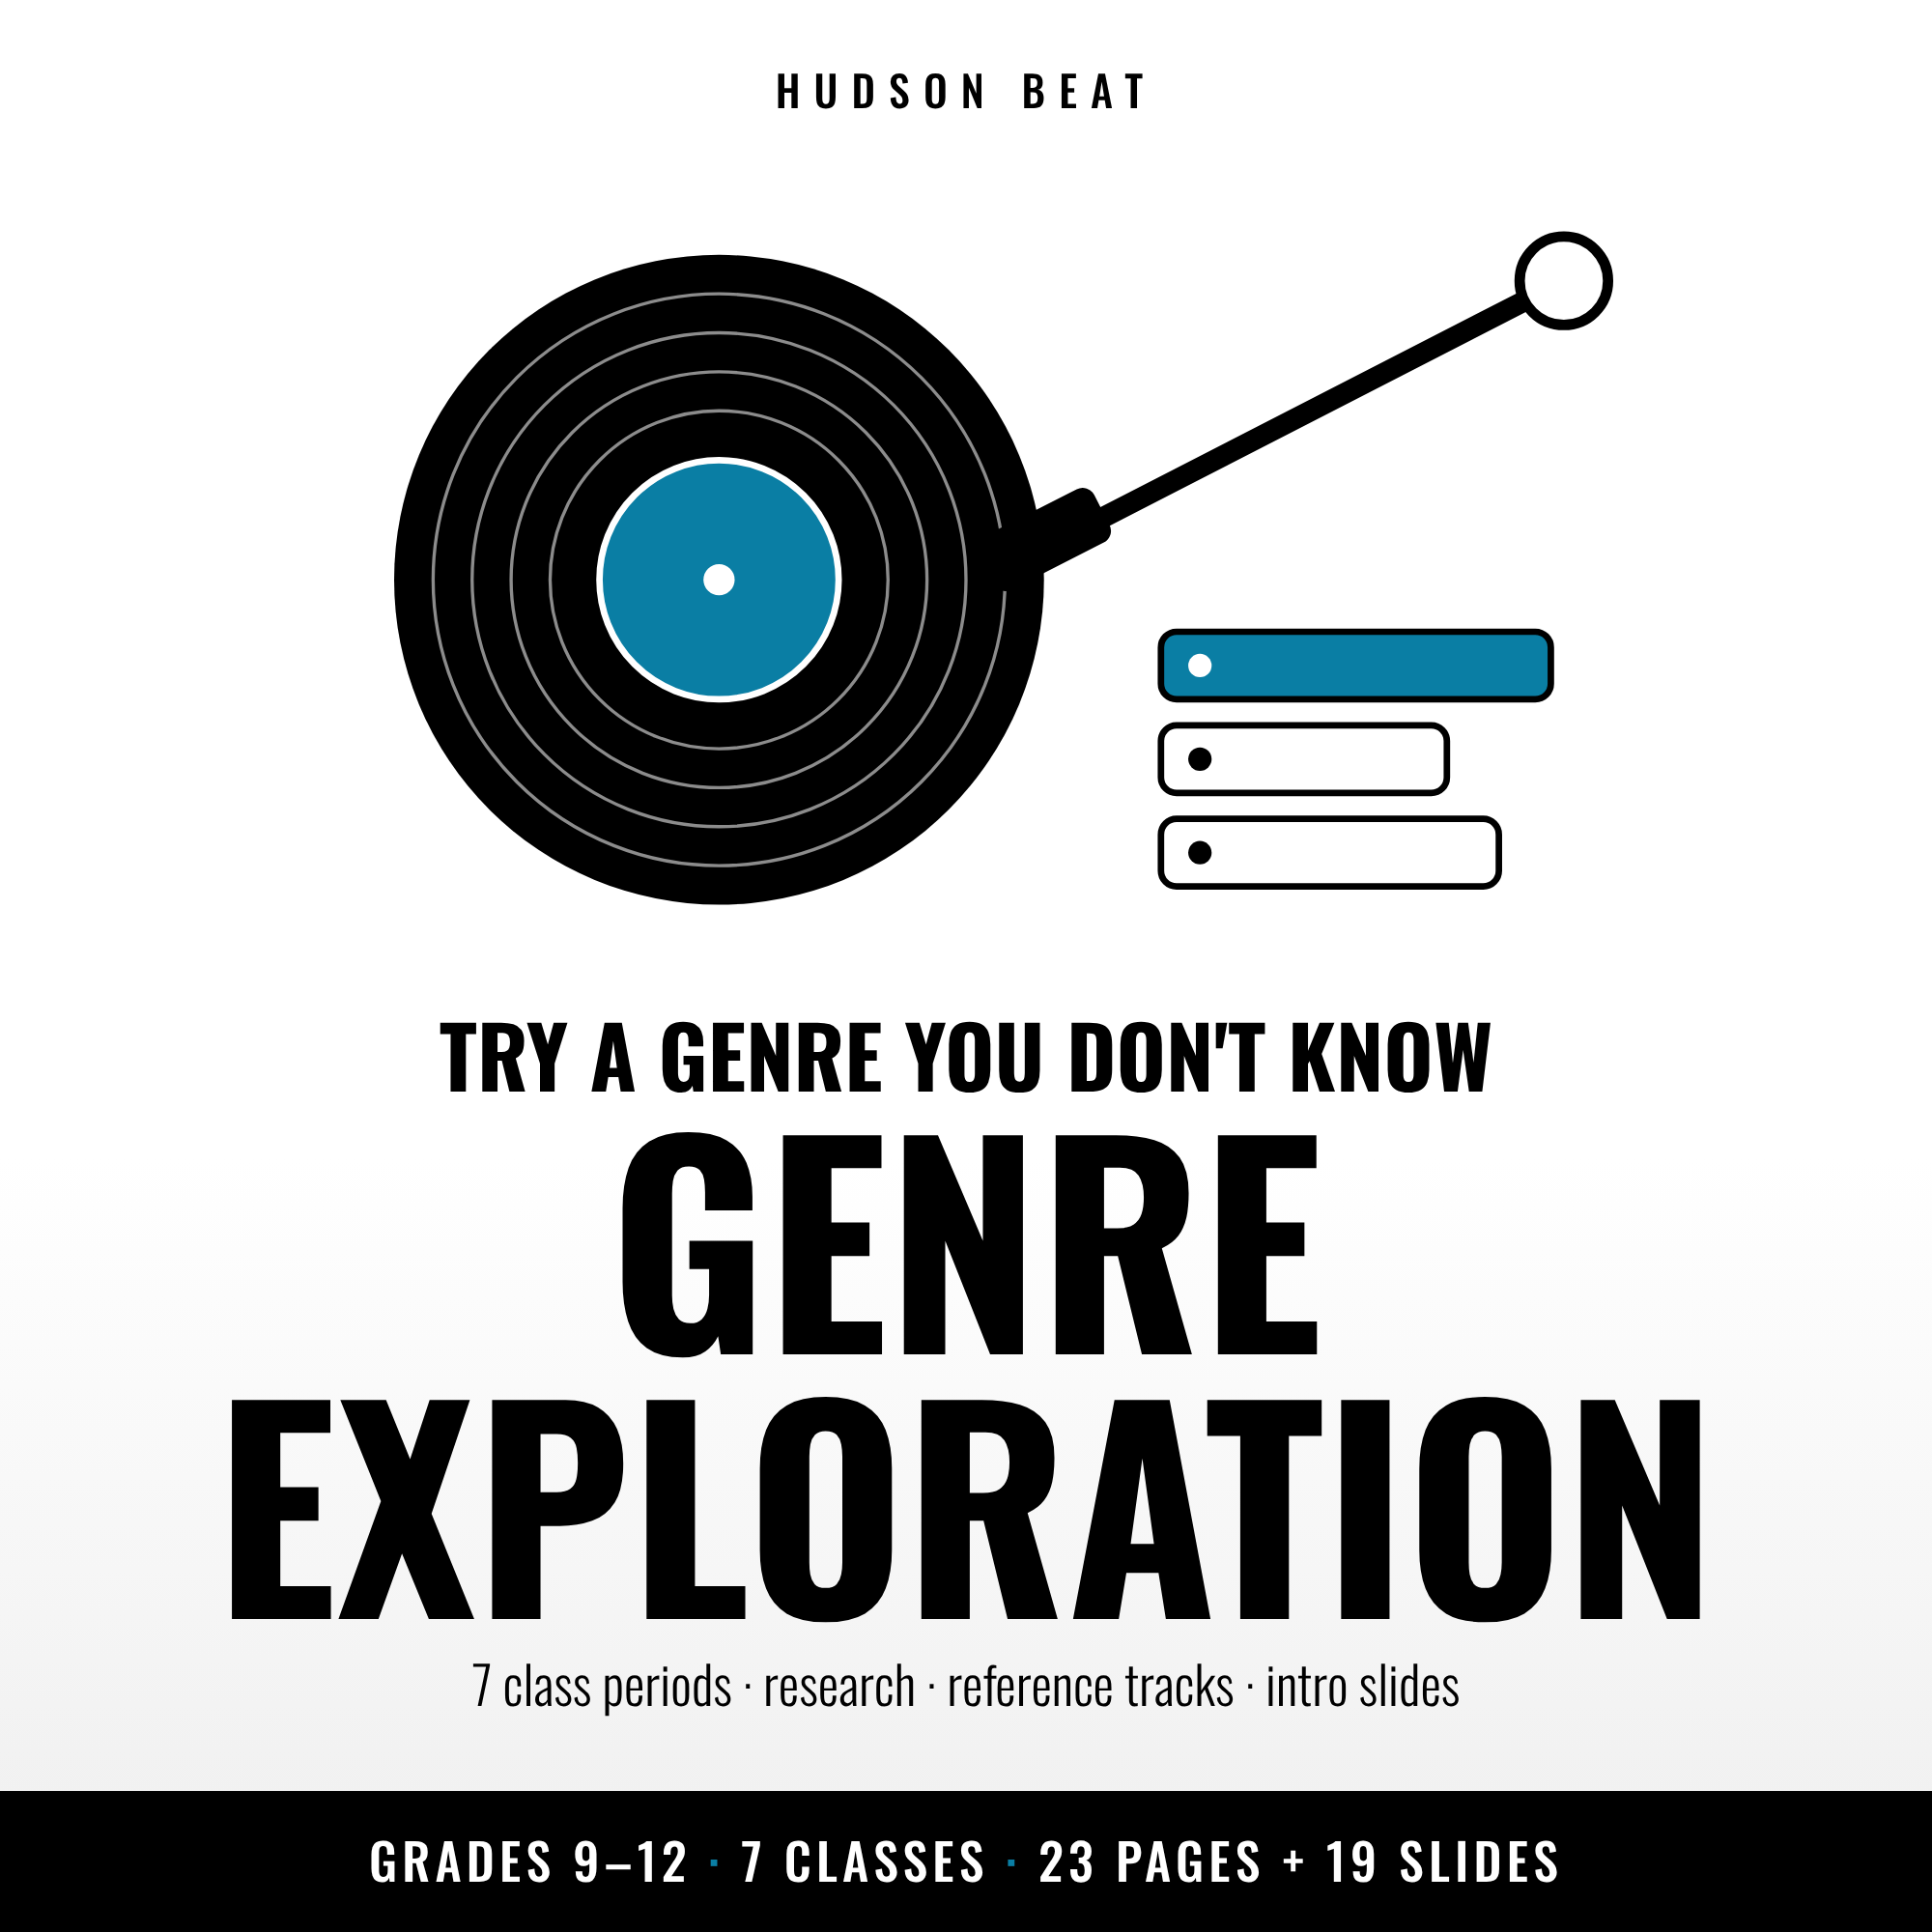 HUDSON BEAT
TRY A GENRE YOU DON'T KNOW
GENRE
EXPLORATION
7 class periods · research · reference tracks · intro slides
GRADES 9–12 · 7 CLASSES · 23 PAGES + 19 SLIDES